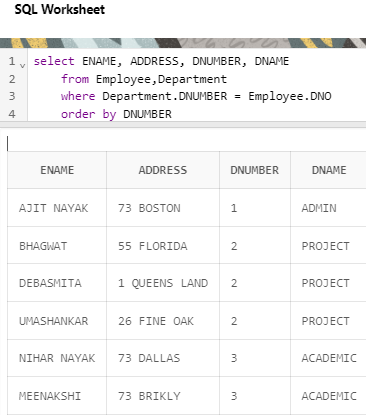 SQL Worksheet
1 select ENAME, ADDRESS, DNUMBER, DNAME
2 from Employee,Department
3 where Department.DNUMBER = Employee.DNO
4 order by DNUMBER
ENAME ADDRESS DNUMBER DNAME
AJIT NAYAK 73 BOSTON 1 ADMIN
BHAGWAT 55 FLORIDA 2 PROJECT
DEBASMITA 1 QUEENS LAND 2 PROJECT
UMASHANKAR 26 FINE OAK 2 PROJECT
NIHAR NAYAK 73 DALLAS 3 ACADEMIC
MEENAKSHI 73 BRIKLY 3 ACADEMIC